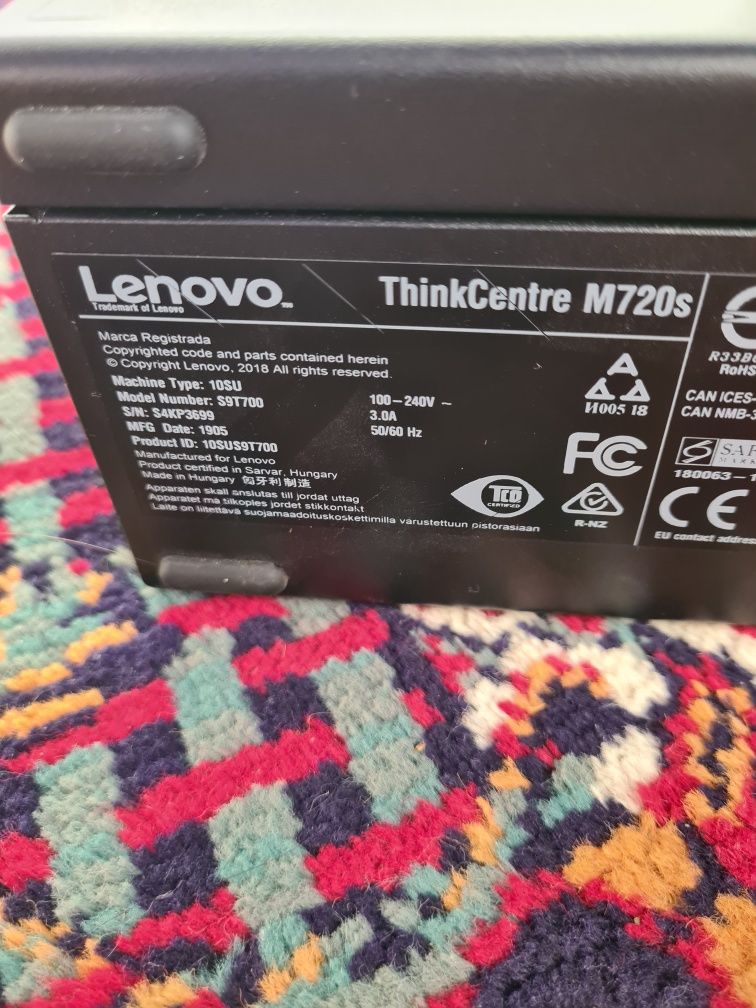 Lenovo™
Trademark of Lenovo
ThinkCentre M720s
Marca Registrada
Copyrighted code and parts contained herein
© Copyright Lenovo, 2018 All rights reserved.
Machine Type: 10SU
Model Number: S9T700
S/N: S4KP3699
MFG Date: 1905
Product ID: 10SUS9T700
100-240V ~
3.0A
50/60 Hz
Manufactured for Lenovo
Product certified in Sarvar, Hungary
Made in Hungary 匈牙利制造
Apparaten skall anslutas till jordat uttag
Apparatet må tilkoples jordet stikkontakt
Laite on liitettävä suojamaadoituskoskettimilla varustettuun pistorasiaan
И005 18
FC
TCO
CERTIFIED
R-NZ
RoHS
CAN ICES-
CAN NMB-3
180063-1
CE
EU contact address